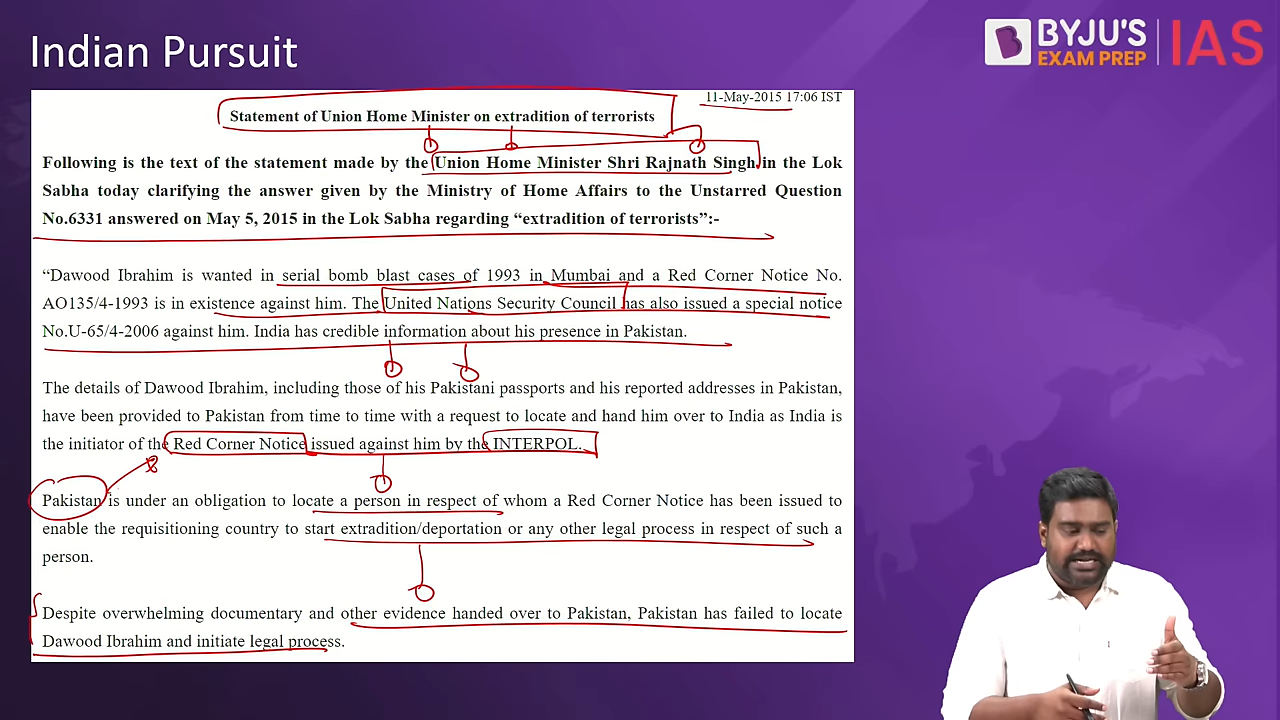 Indian Pursuit
BYJU'S
EXAM PREP
IAS
11-May-2015 17:06 IST
Statement of Union Home Minister on extradition of terrorists
Following is the text of the statement made by the Union Home Minister Shri Rajnath Singh in the Lok
Sabha today clarifying the answer given by the Ministry of Home Affairs to the Unstarred Question
No.6331 answered on May 5, 2015 in the Lok Sabha regarding “extradition of terrorists”:-
“Dawood Ibrahim is wanted in serial bomb blast cases of 1993 in Mumbai and a Red Corner Notice No.
AO135/4-1993 is in existence against him. The United Nations Security Council has also issued a special notice
No.U-65/4-2006 against him. India has credible information about his presence in Pakistan.
The details of Dawood Ibrahim, including those of his Pakistani passports and his reported addresses in Pakistan,
have been provided to Pakistan from time to time with a request to locate and hand him over to India as India is
the initiator of the Red Corner Notice issued against him by the INTERPOL.
Pakistan is under an obligation to locate a person in respect of whom a Red Corner Notice has been issued to
enable the requisitioning country to start extradition/deportation or any other legal process in respect of such a
person.
Despite overwhelming documentary and other evidence handed over to Pakistan, Pakistan has failed to locate
Dawood Ibrahim and initiate legal process.